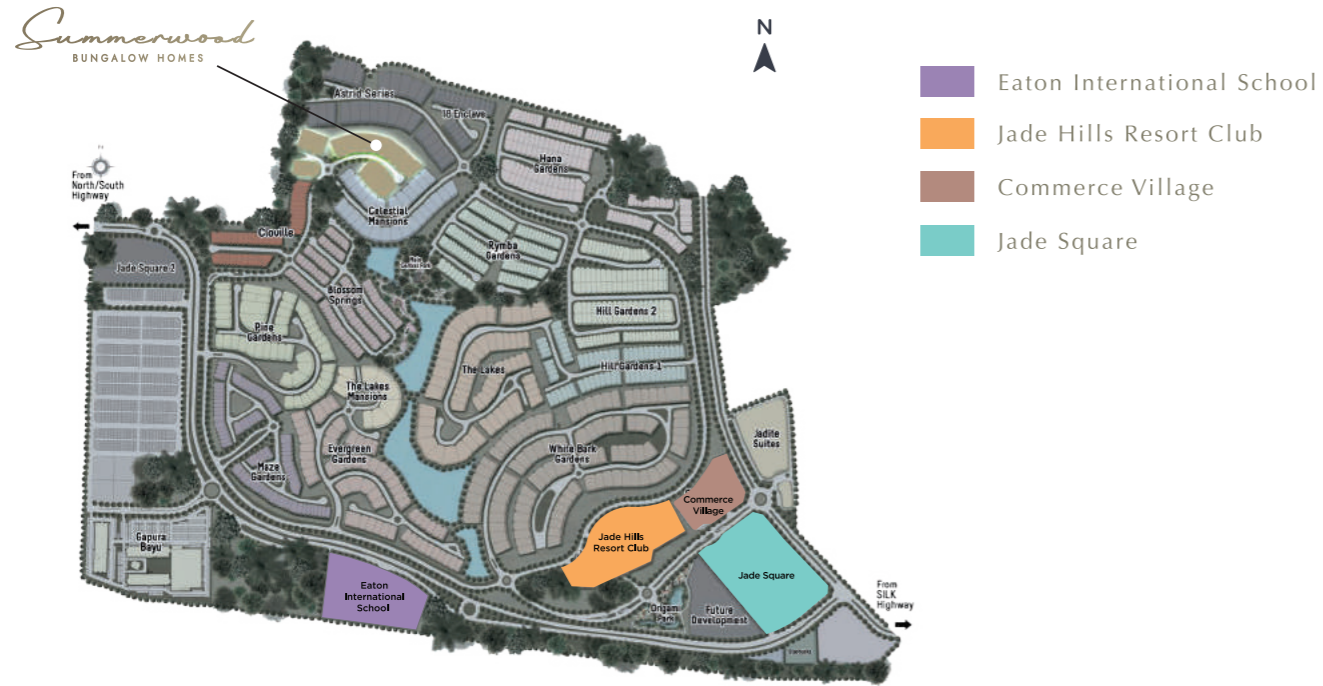 Summerwood
BUNGALOW HOMES
N
Eaton International School
Jade Hills Resort Club
Commerce Village
Jade Square
Astrid Series
18 Enclave
Hana
Gardens
N
From
North/South
Highway
Celestial
Mansions
Cloville
Rymba
Gardens
Jade Square 2
Blossom
Springs
Hill Gardens 2
Pine
Gardens
The Lakes
Hill Gardens 1
The Lakes
Mansions
Jadite
Suites
Evergreen
Gardens
White Bark
Gardens
Maze
Gardens
Commerce
Village
Gapura
Bayu
Jade Hills
Resort Club
Jade Square
Eaton
International
School
From
SILK
Highway
Origami
Park
Future
Development